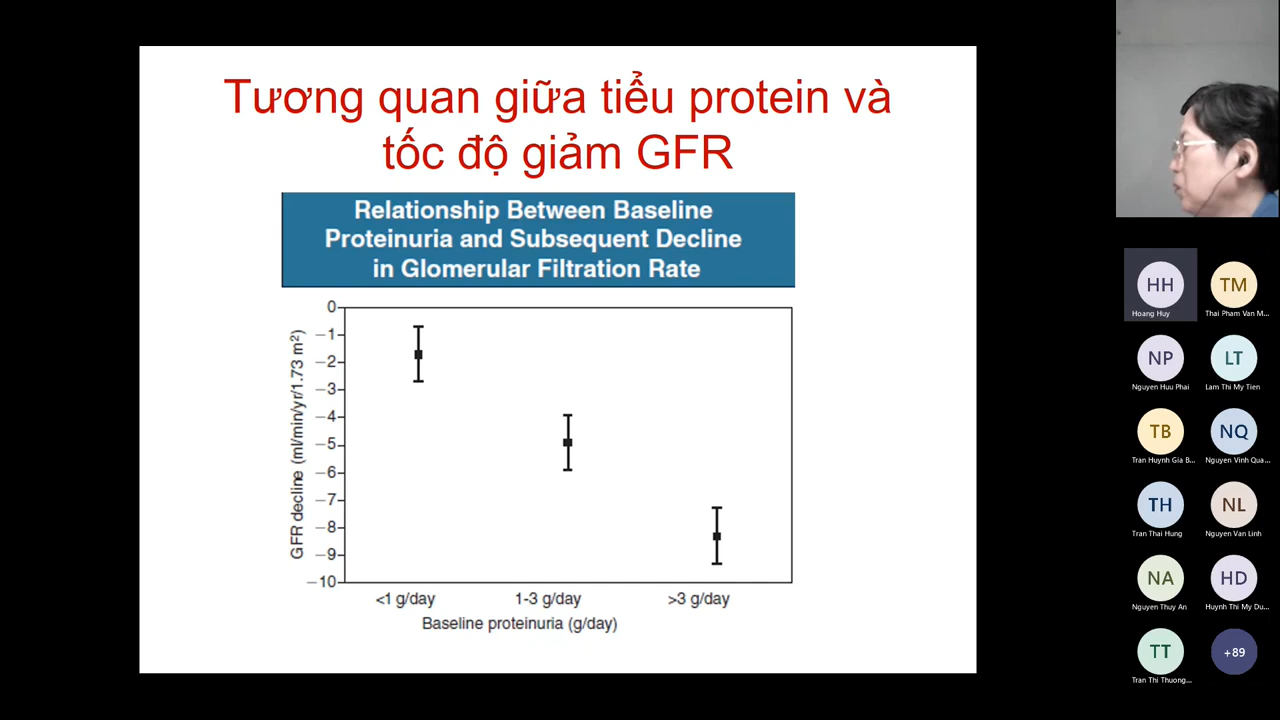 Tương quan giữa tiểu protein và
tốc độ giảm GFR
Relationship Between Baseline
Proteinuria and Subsequent Decline
in Glomerular Filtration Rate
GFR decline (ml/min/yr/1.73 m²)
0
−1
−2
−3
−4
−5
−6
−7
−8
−9
−10
<1 g/day 1-3 g/day >3 g/day
Baseline proteinuria (g/day)
HH TM
Hoang Huy Thai Pham Van M...
NP LT
Nguyen Huu Phai Lam Thi My Tien
TB NQ
Tran Huynh Gia B... Nguyen Vinh Qua...
TH NL
Tran Thai Hung Nguyen Van Linh
NA HD
Nguyen Thuy An Huynh Thi My Du...
TT +89
Tran Thi Thuong...